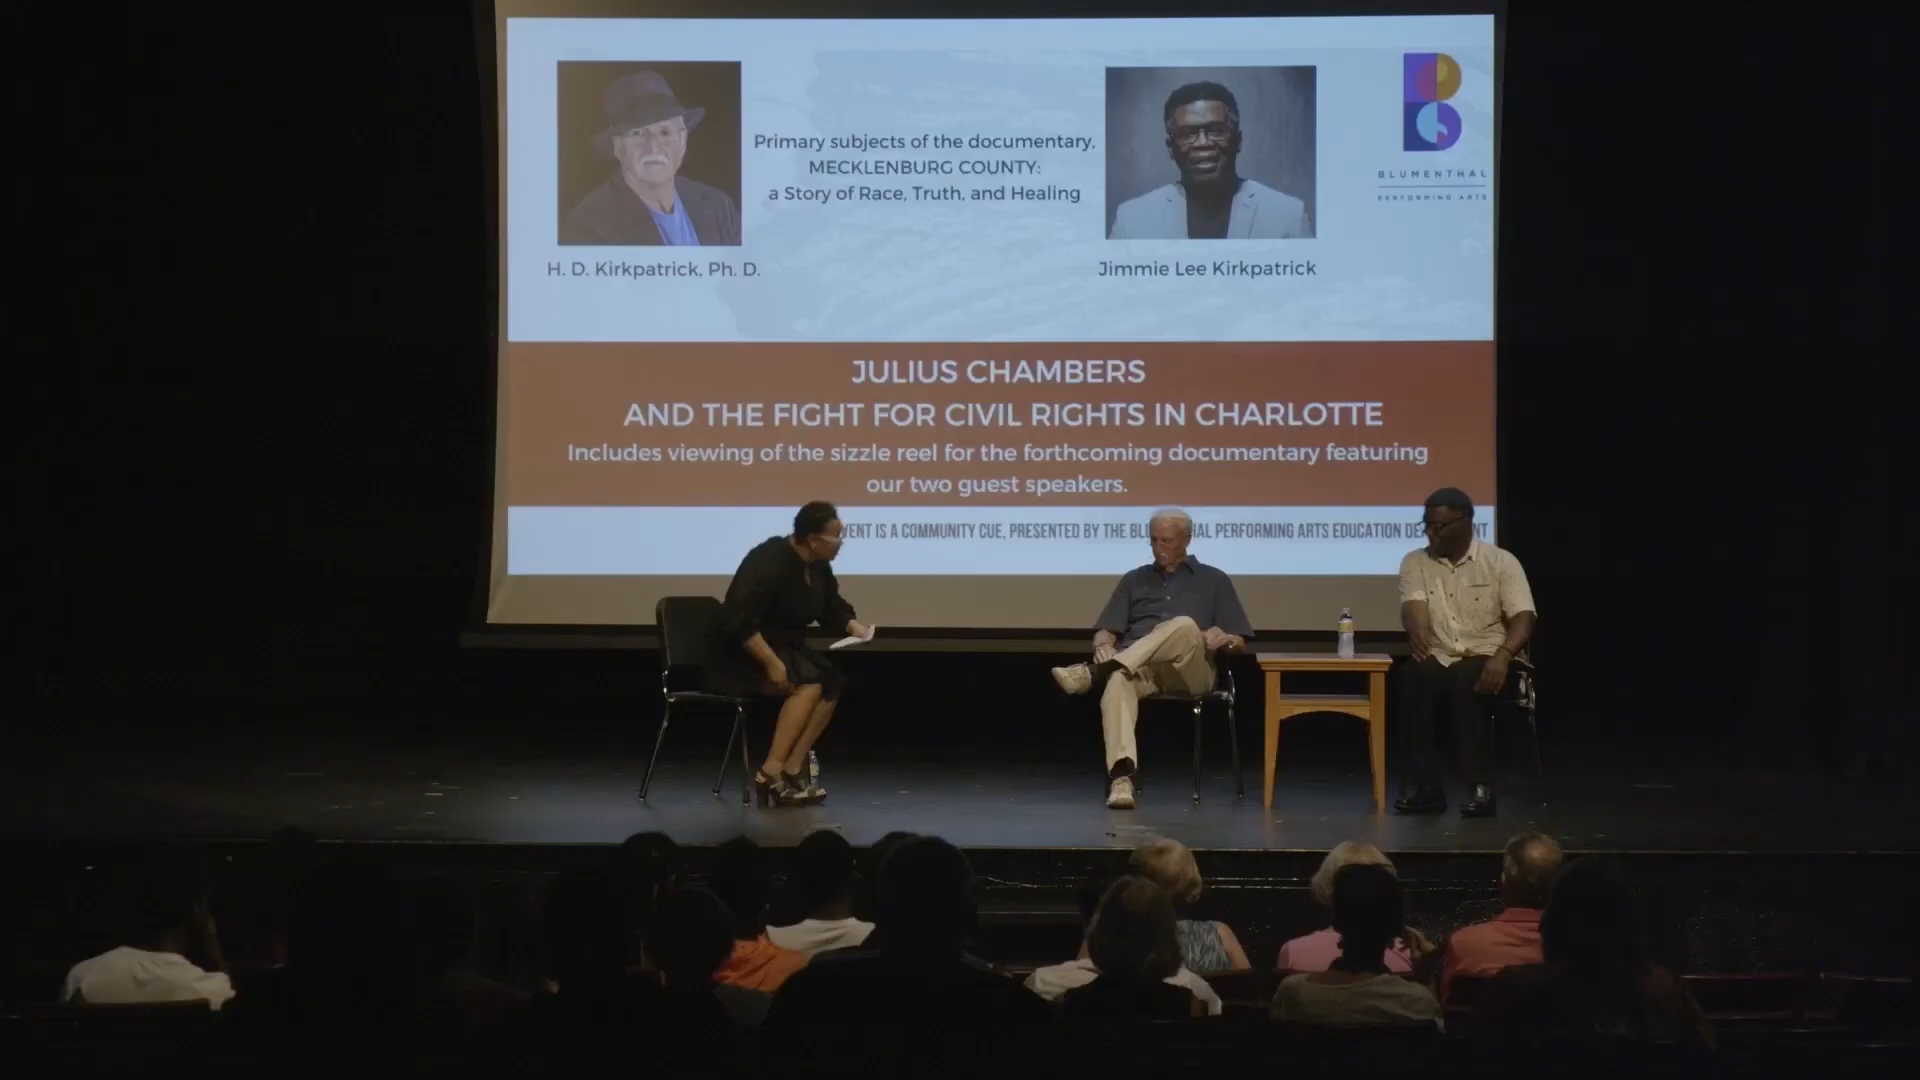 Primary subjects of the documentary,
MECKLENBURG COUNTY:
a Story of Race, Truth, and Healing
BLUMENTHAL
PERFORMING ARTS
H. D. Kirkpatrick, Ph. D.
Jimmie Lee Kirkpatrick
JULIUS CHAMBERS
AND THE FIGHT FOR CIVIL RIGHTS IN CHARLOTTE
Includes viewing of the sizzle reel for the forthcoming documentary featuring
our two guest speakers.
IS A COMMUNITY CUE, PRESENTED BY THE PERFORMING ARTS EDUCATION